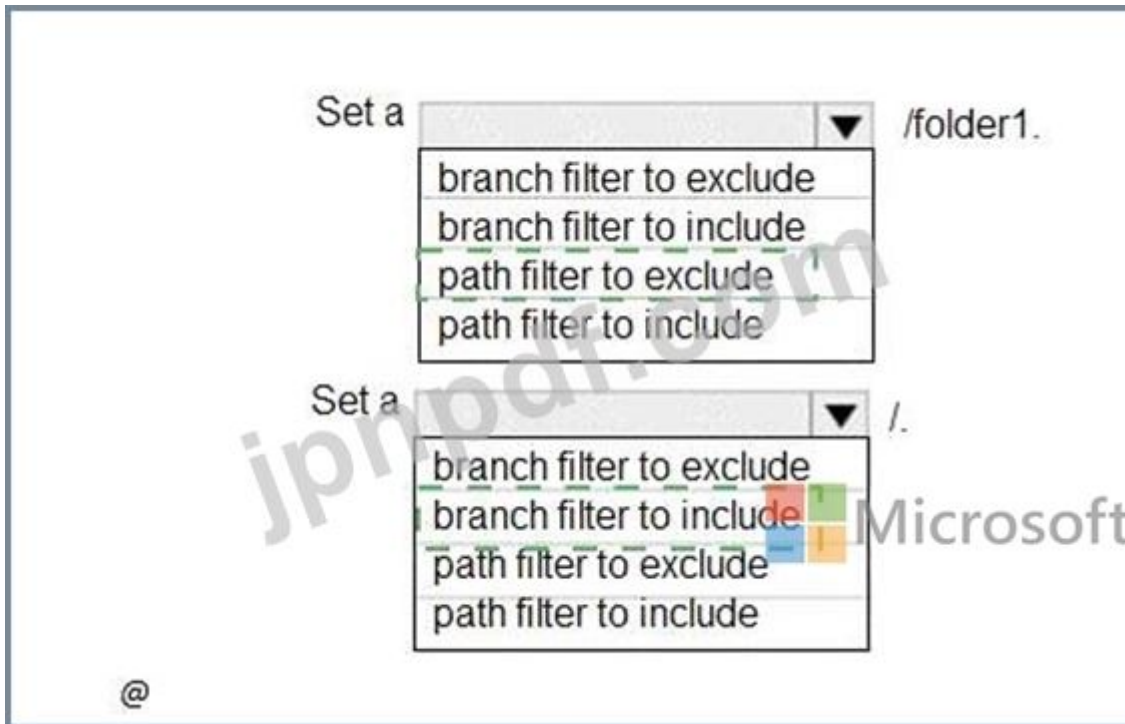 Set a /folder1.
branch filter to exclude
branch filter to include
path filter to exclude
path filter to include
Set a /.
branch filter to exclude
branch filter to include
path filter to exclude
path filter to include
jpnpdf.com
Microsoft
@